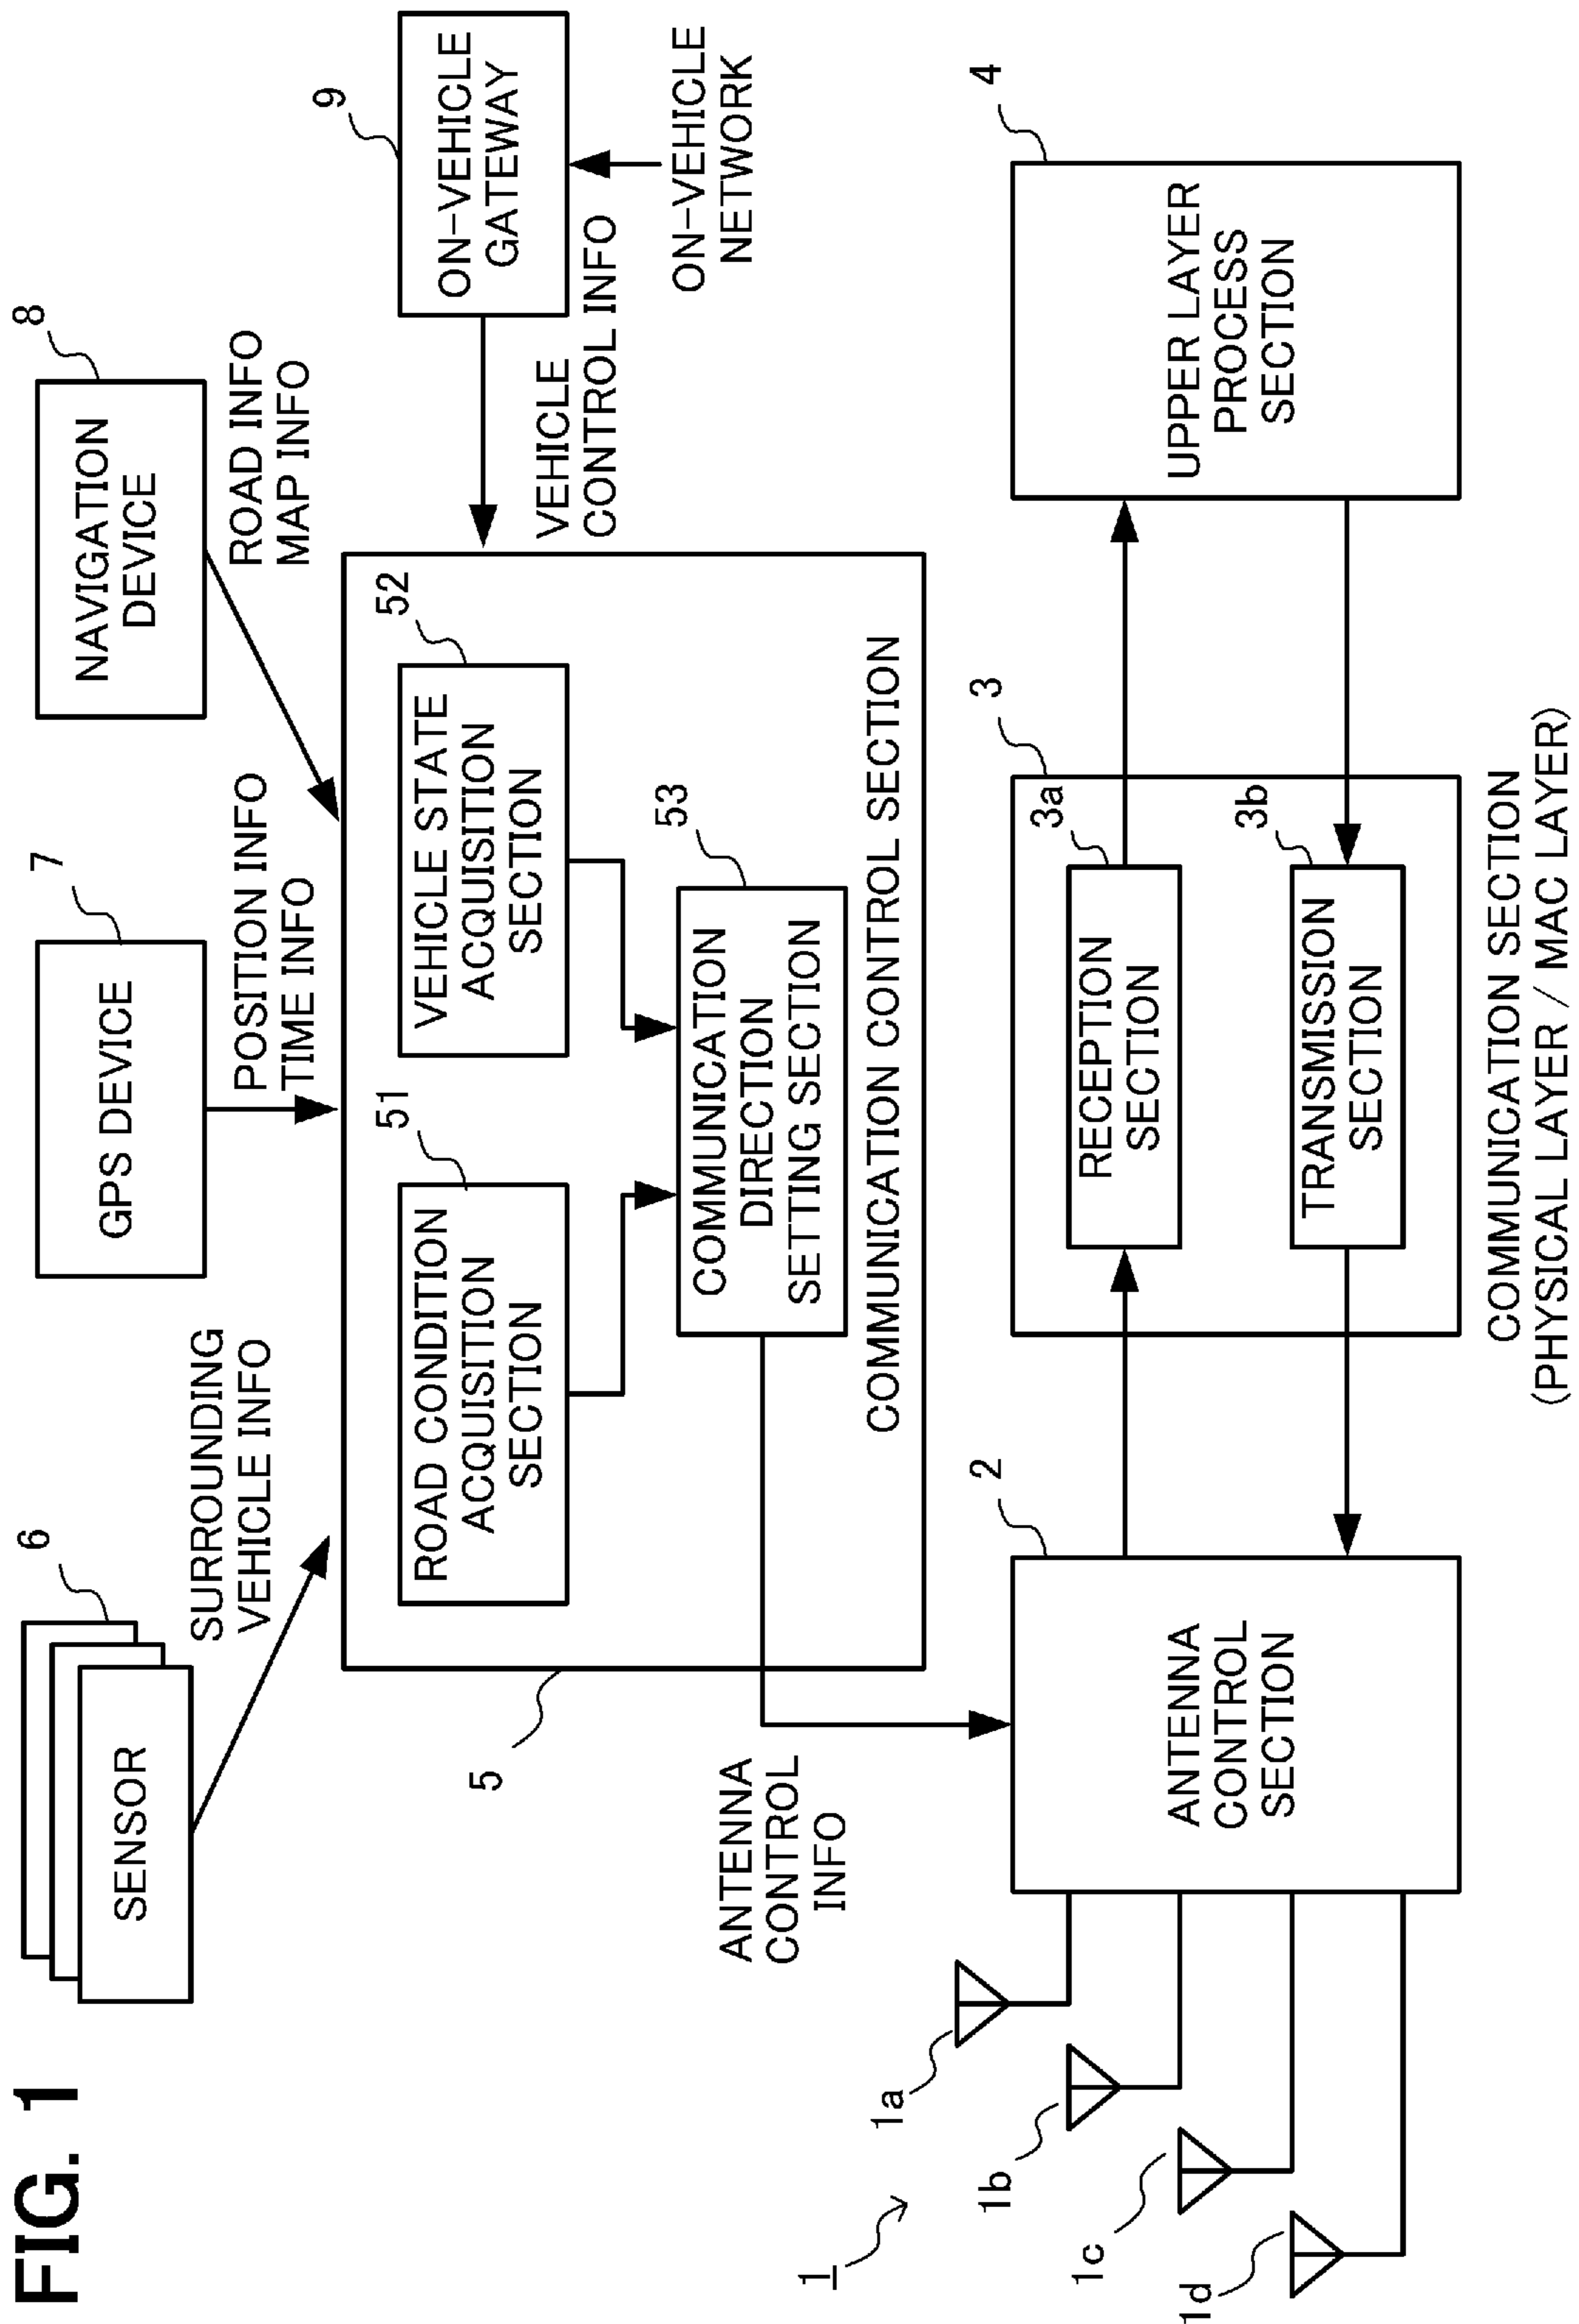 FIG. 1
6
SENSOR
SURROUNDING
VEHICLE INFO
7
GPS DEVICE
POSITION INFO
TIME INFO
8
NAVIGATION
DEVICE
ROAD INFO
MAP INFO
9
ON-VEHICLE
GATEWAY
VEHICLE
CONTROL INFO
ON-VEHICLE
NETWORK
5
51
ROAD CONDITION
ACQUISITION
SECTION
52
VEHICLE STATE
ACQUISITION
SECTION
53
COMMUNICATION
DIRECTION
SETTING SECTION
COMMUNICATION CONTROL SECTION
ANTENNA
CONTROL
INFO
1
1a
1b
1c
1d
2
ANTENNA
CONTROL
SECTION
3
3a
RECEPTION
SECTION
3b
TRANSMISSION
SECTION
COMMUNICATION SECTION
(PHYSICAL LAYER / MAC LAYER)
4
UPPER LAYER
PROCESS
SECTION